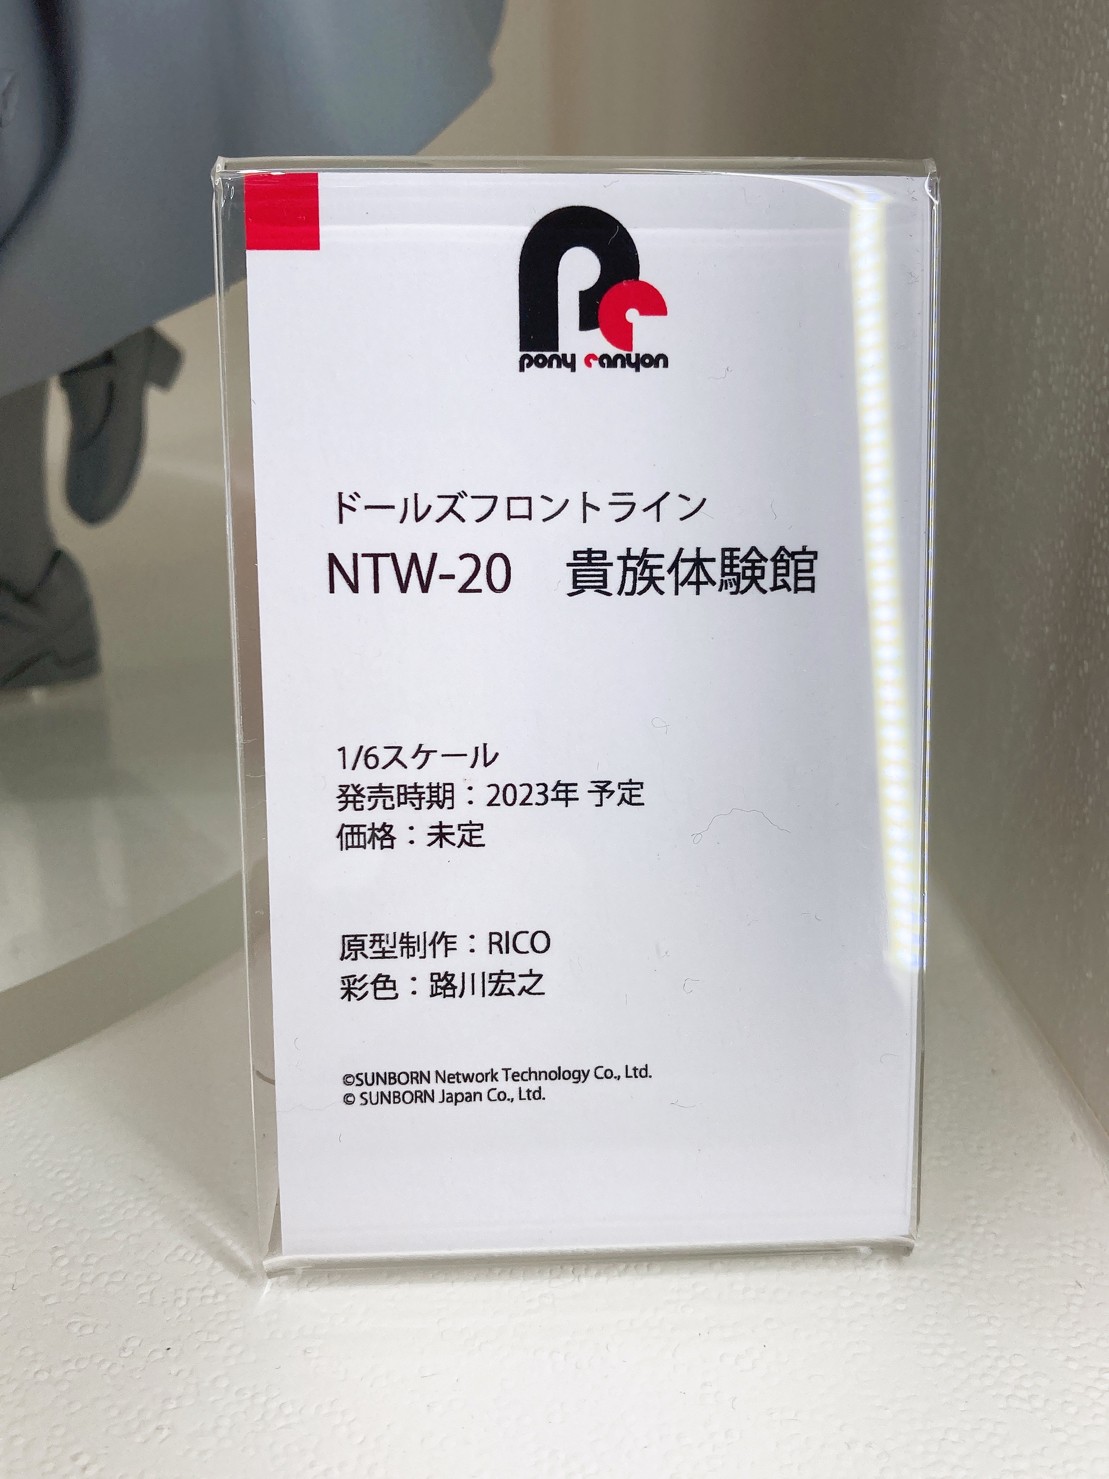 pony canyon
ドールズフロントライン
NTW-20　貴族体験館
1/6スケール
発売時期：2023年 予定
価格：未定
原型制作：RICO
彩色：路川宏之
©SUNBORN Network Technology Co., Ltd.
© SUNBORN Japan Co., Ltd.